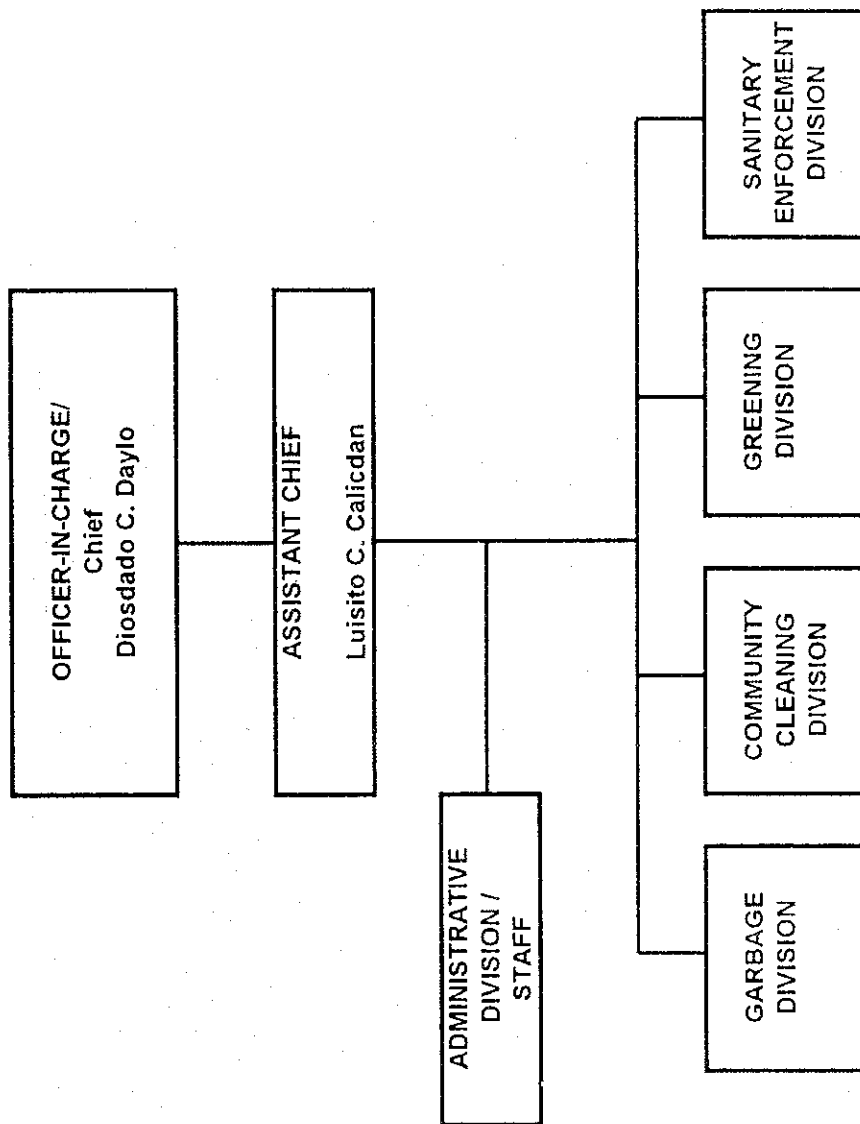 OFFICER-IN-CHARGE/
Chief
Diosdado C. Daylo
ASSISTANT CHIEF
Luisito C. Calicdan
ADMINISTRATIVE
DIVISION /
STAFF
GARBAGE
DIVISION
COMMUNITY
CLEANING
DIVISION
GREENING
DIVISION
SANITARY
ENFORCEMENT
DIVISION